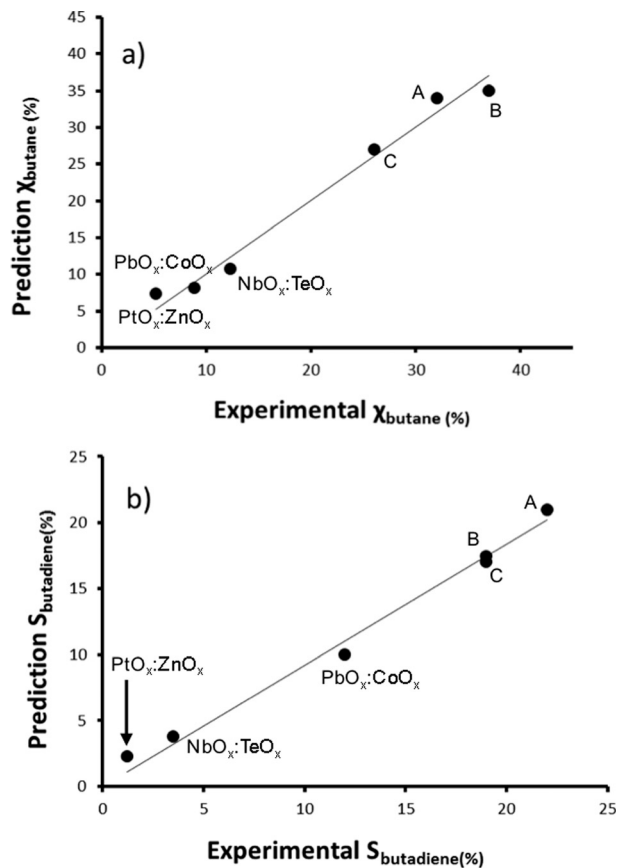 a)
45
40
35
30
25
20
15
10
5
0
Prediction χbutane (%)
A
B
C
PbOx:CoOx
NbOx:TeOx
PtOx:ZnOx
0 10 20 30 40
Experimental χbutane (%)
b)
25
20
15
10
5
0
Prediction Sbutadiene(%)
A
B
C
PtOx:ZnOx
PbOx:CoOx
NbOx:TeOx
0 5 10 15 20 25
Experimental Sbutadiene(%)